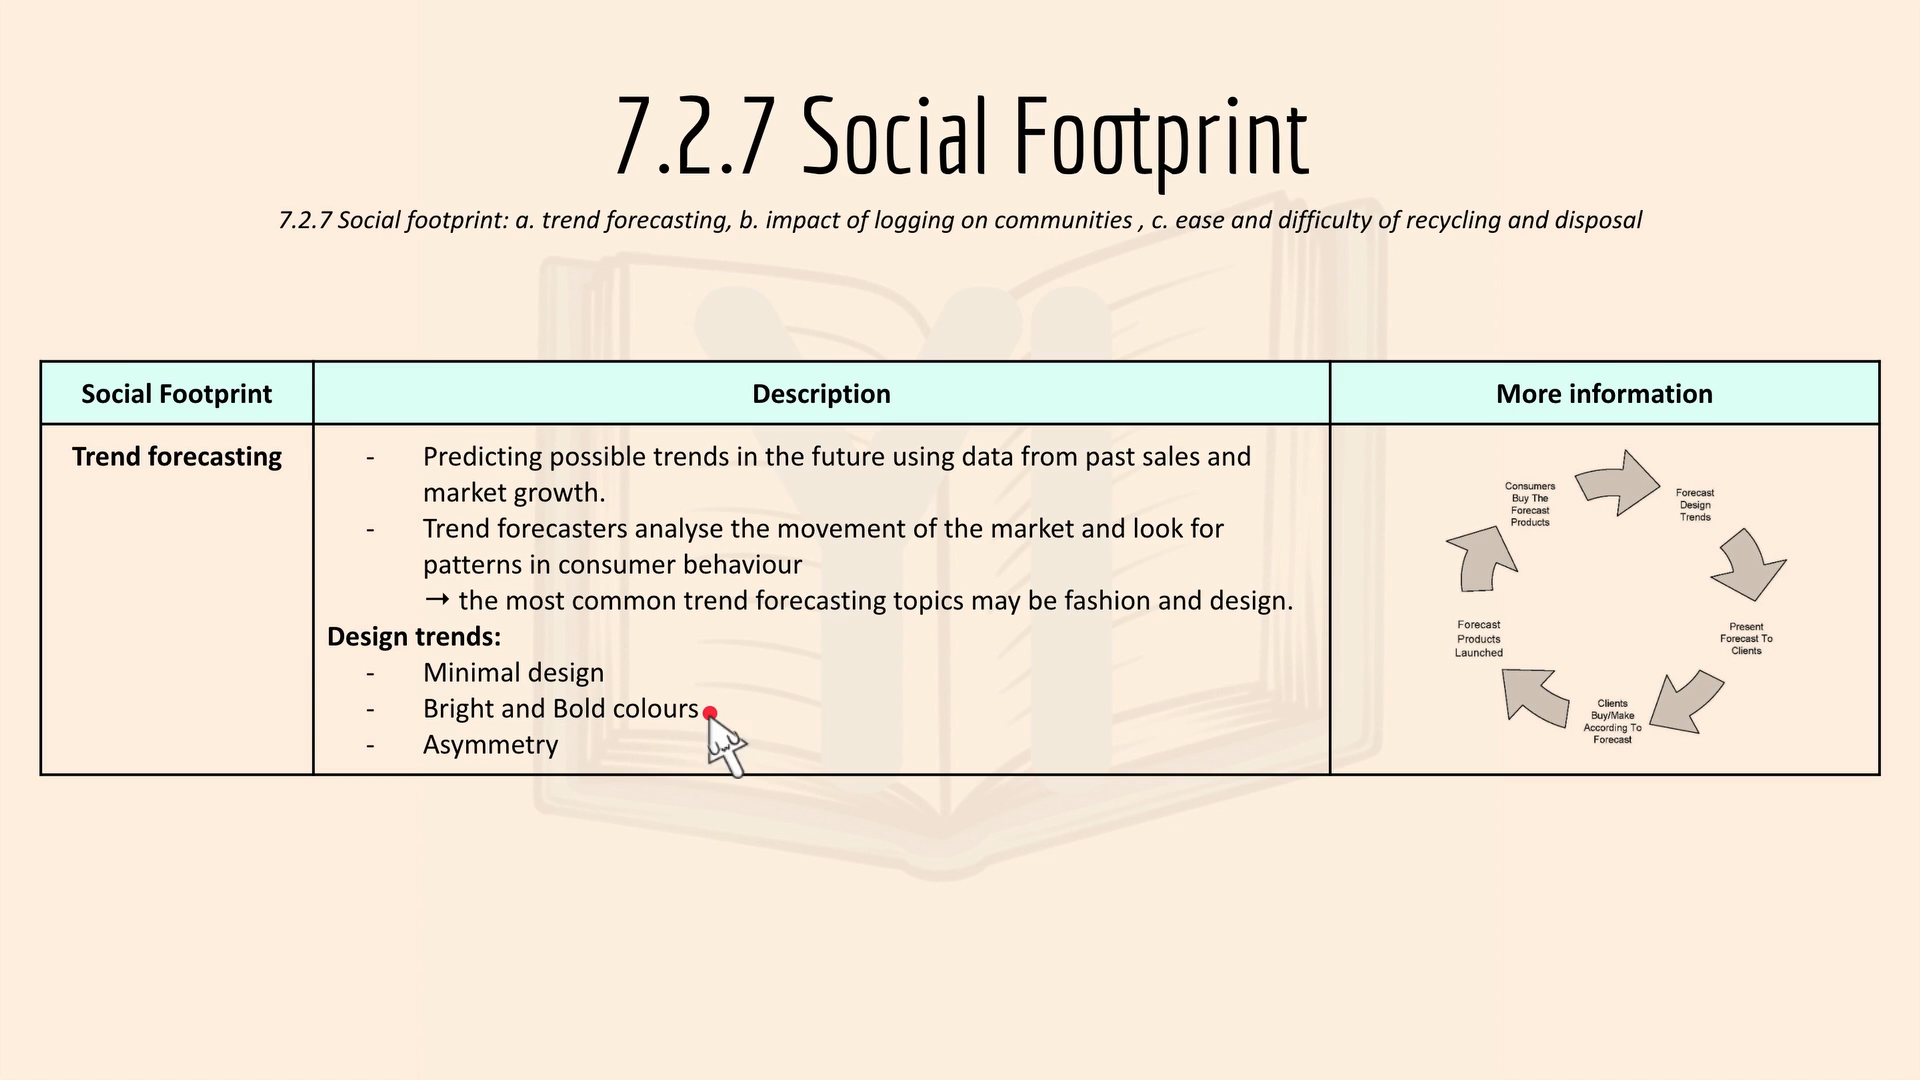 7.2.7 Social Footprint
7.2.7 Social footprint: a. trend forecasting, b. impact of logging on communities , c. ease and difficulty of recycling and disposal
Social Footprint
Description
More information
Trend forecasting
- Predicting possible trends in the future using data from past sales and
market growth.
- Trend forecasters analyse the movement of the market and look for
patterns in consumer behaviour
→ the most common trend forecasting topics may be fashion and design.
Design trends:
- Minimal design
- Bright and Bold colours
- Asymmetry
Consumers
Buy The
Forecast
Products
Forecast
Design
Trends
Present
Forecast To
Clients
Clients
Buy/Make
According To
Forecast
Forecast
Products
Launched
YI